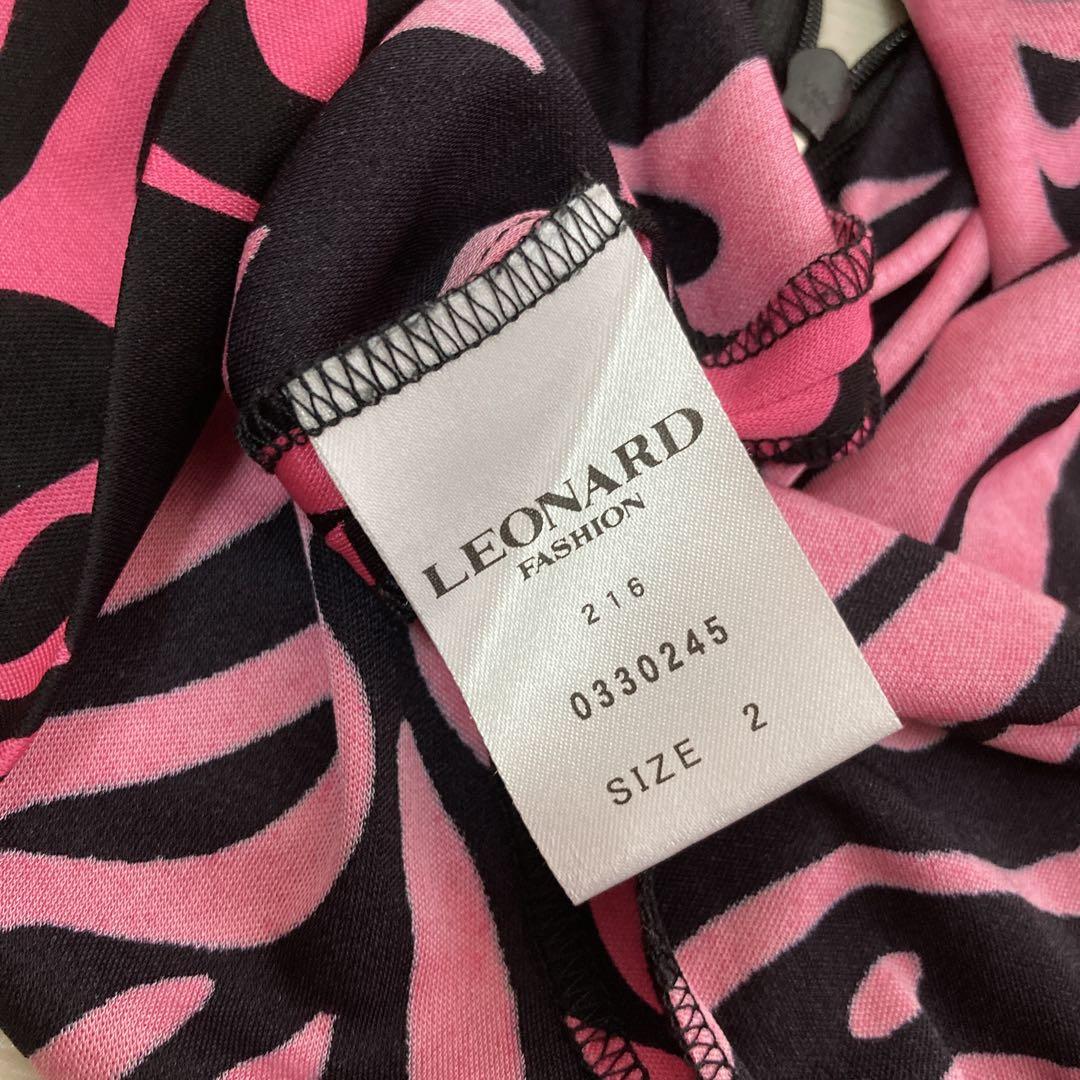 LEONARD
FASHION
216
0330245
SIZE 2